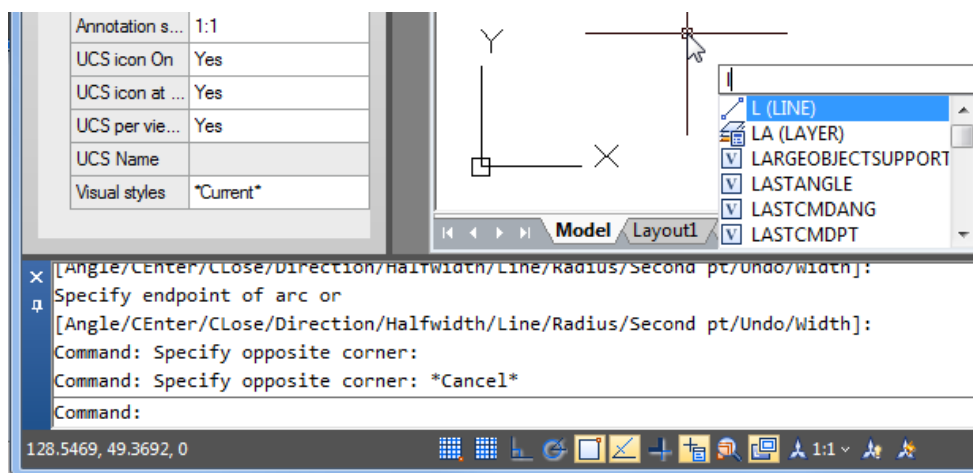 Annotation s... 1:1
UCS icon On Yes
UCS icon at ... Yes
UCS per vie... Yes
UCS Name
Visual styles "Current"
Y
X
l
L (LINE)
LA (LAYER)
V LARGEOBJECTSUPPORT
V LASTANGLE
V LASTCMDANG
V LASTCMDPT
Model Layout1
[Angle/CEnter/CLose/Direction/Halfwidth/Line/Radius/Second pt/Undo/Width]:
Specify endpoint of arc or
[Angle/CEnter/CLose/Direction/Halfwidth/Line/Radius/Second pt/Undo/Width]:
Command: Specify opposite corner:
Command: Specify opposite corner: *Cancel*
Command:
128.5469, 49.3692, 0 1:1